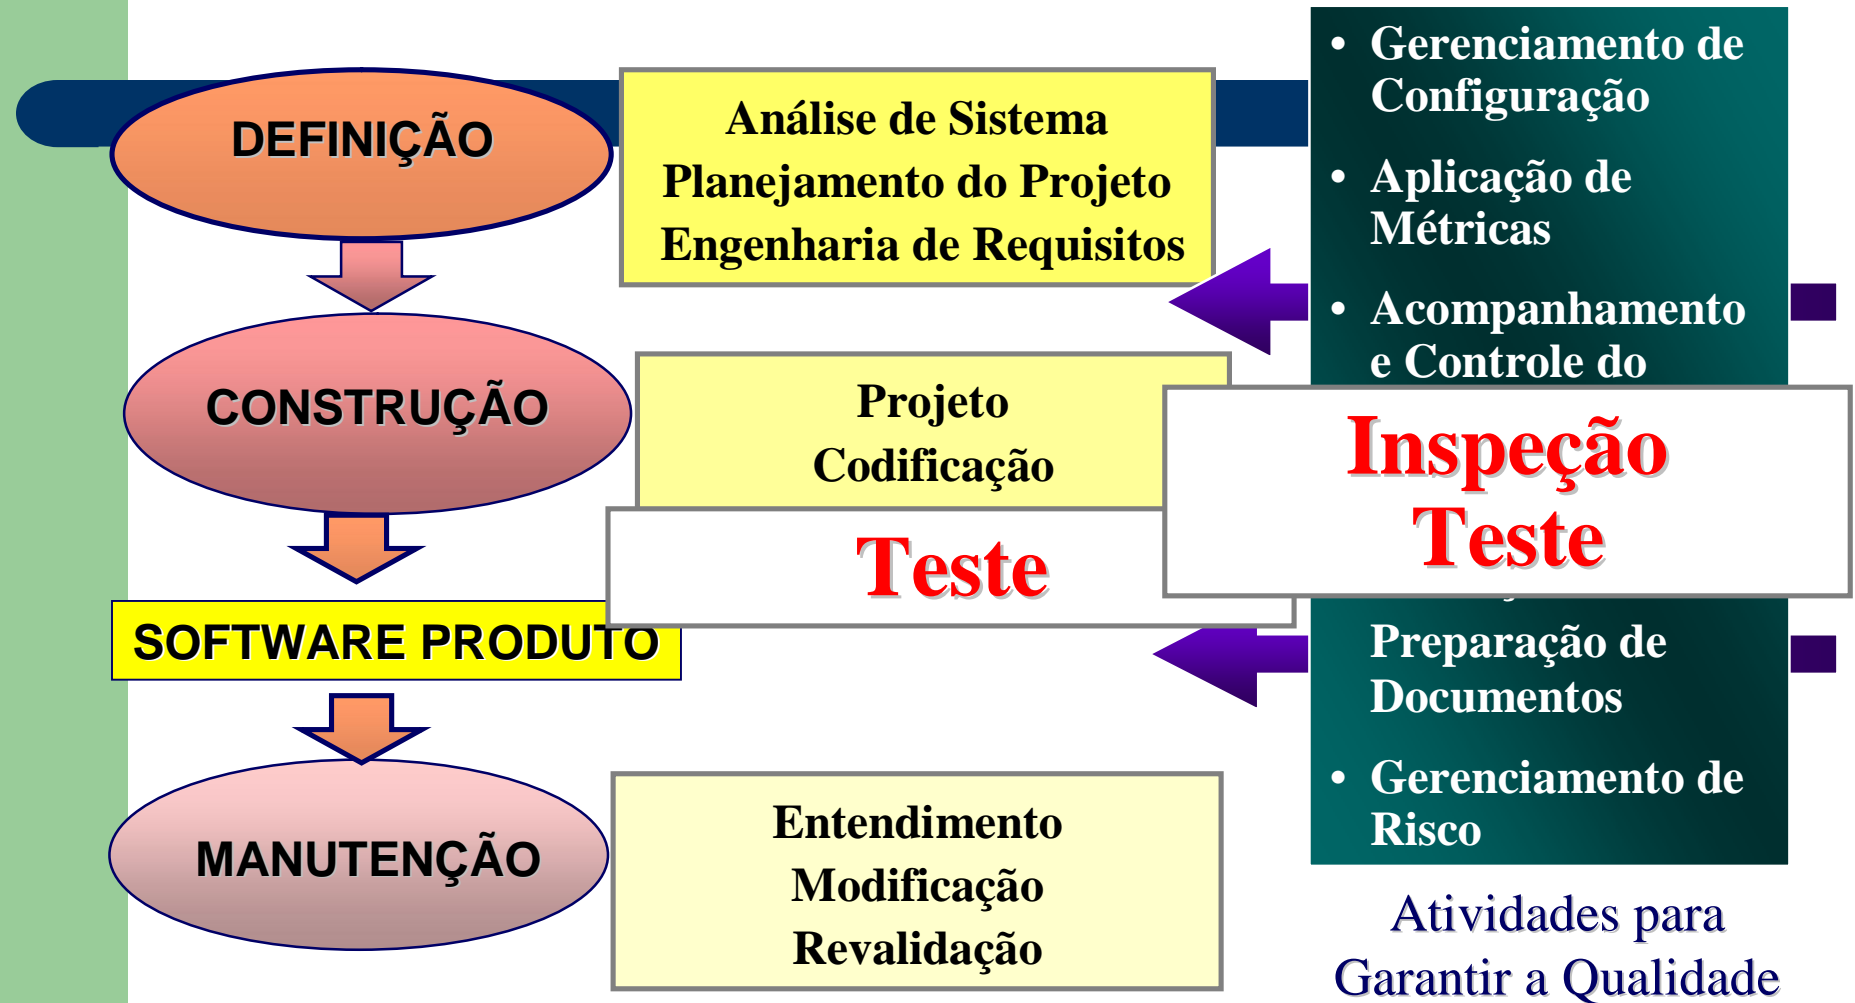 DEFINIÇÃO
Análise de Sistema
Planejamento do Projeto
Engenharia de Requisitos
CONSTRUÇÃO
Projeto
Codificação
Teste
SOFTWARE PRODUTO
MANUTENÇÃO
Entendimento
Modificação
Revalidação
• Gerenciamento de
Configuração
• Aplicação de
Métricas
• Acompanhamento
e Controle do
Inspeção
Teste
Preparação de
Documentos
• Gerenciamento de
Risco
Atividades para
Garantir a Qualidade